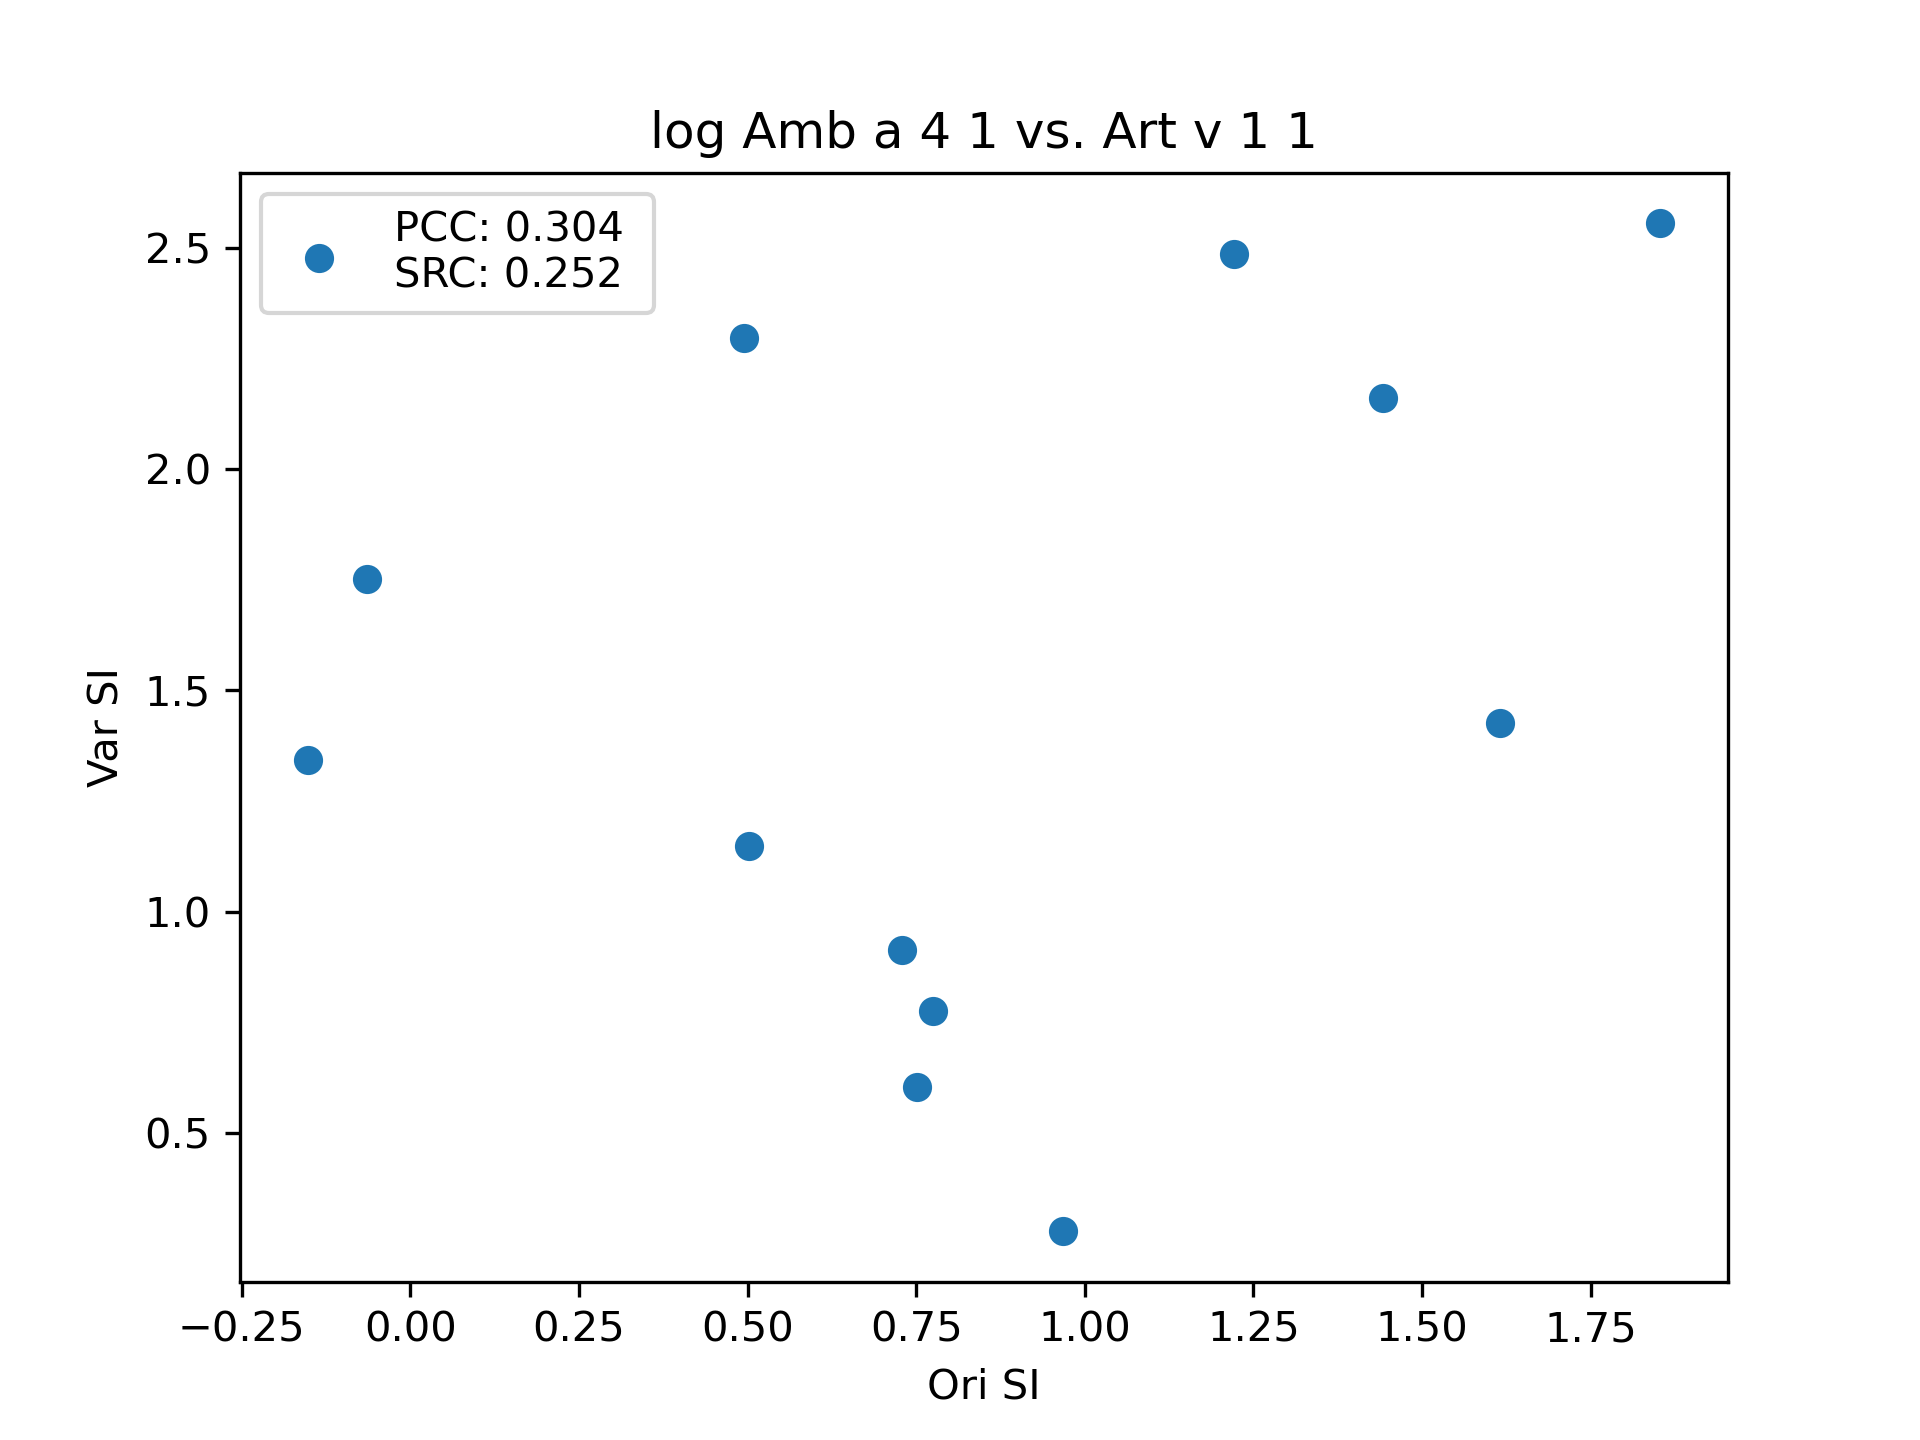 log Amb a 4 1 vs. Art v 1 1
PCC: 0.304
SRC: 0.252
2.5
2.0
1.5
1.0
0.5
Var SI
−0.25 0.00 0.25 0.50 0.75 1.00 1.25 1.50 1.75
Ori SI